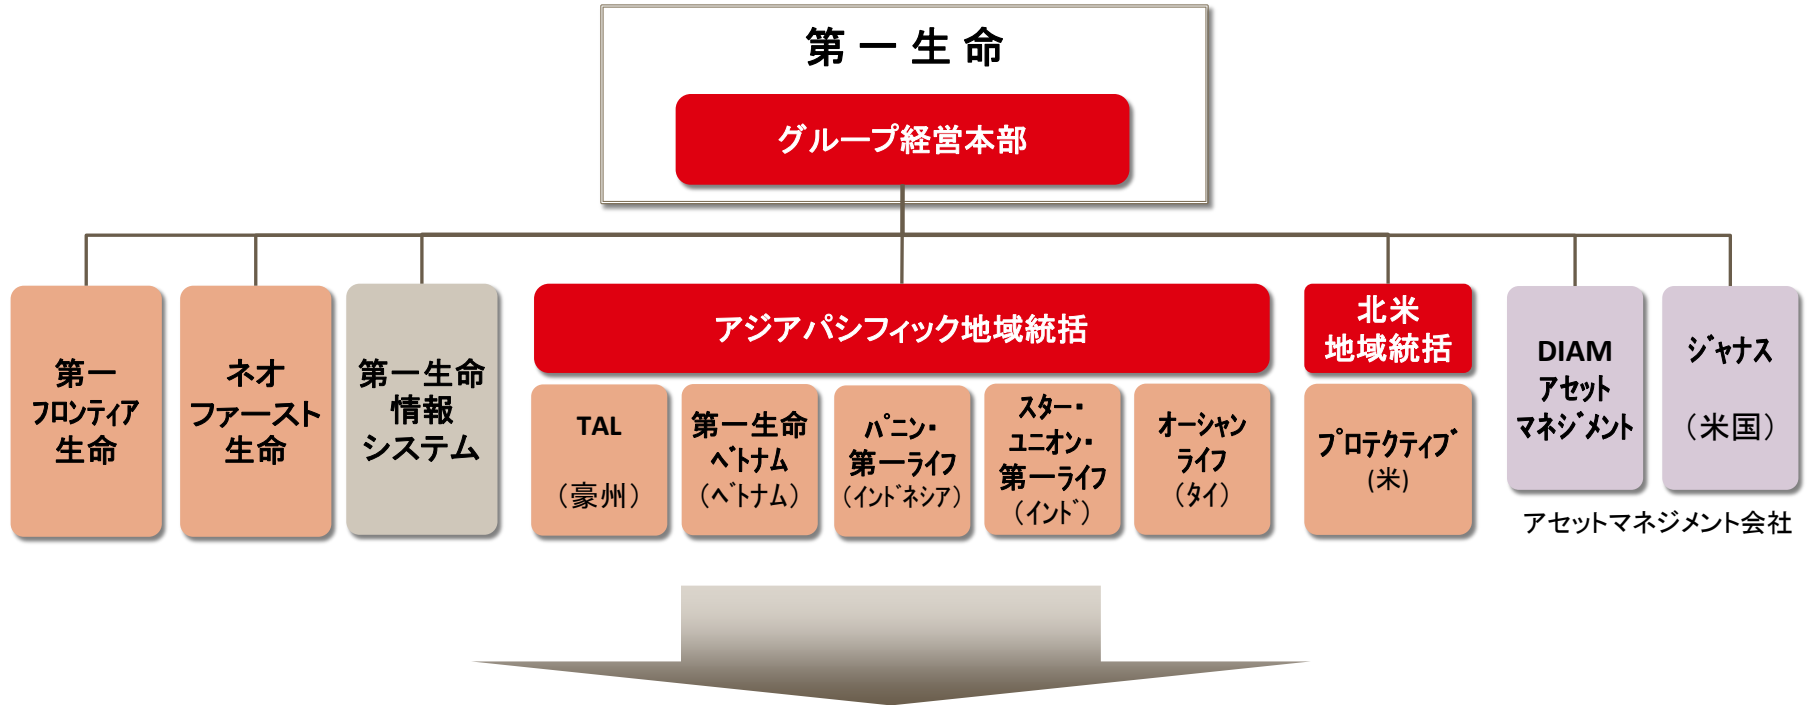 第一生命
グループ経営本部
第一
フロンティア
生命
ネオ
ファースト
生命
第一生命
情報
システム
アジアパシフィック地域統括
TAL
（豪州）
第一生命
ベトナム
（ベトナム）
パニン・
第一ライフ
（インドネシア）
スター・
ユニオン・
第一ライフ
（インド）
オーシャン
ライフ
（タイ）
北米
地域統括
プロテクティブ
(米)
DIAM
アセット
マネジメント
ジャナス
（米国）
アセットマネジメント会社